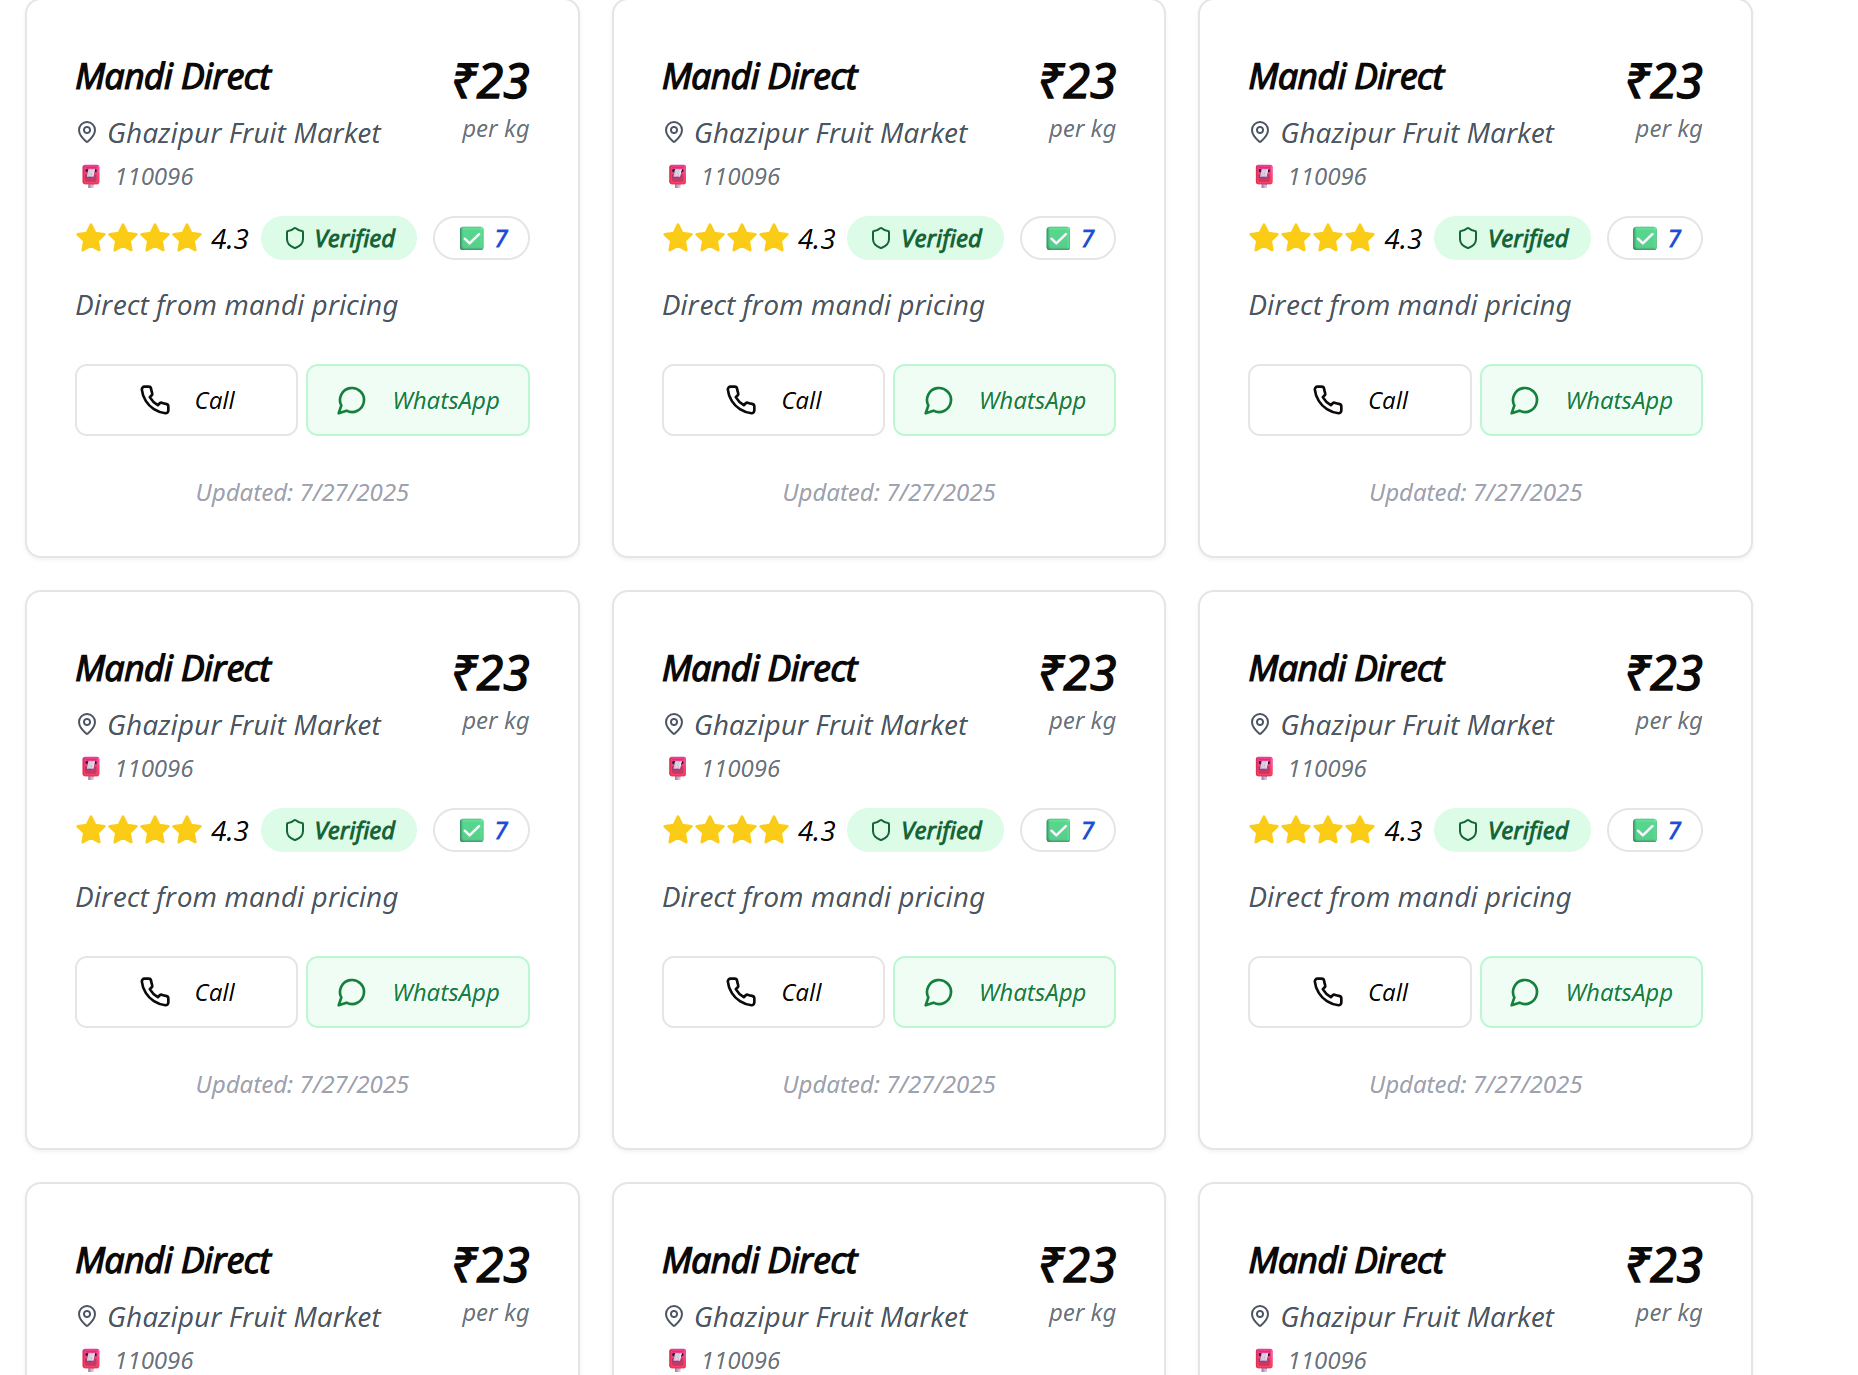 Mandi Direct ₹23
Ghazipur Fruit Market per kg
110096
4.3 Verified 7
Direct from mandi pricing
Call WhatsApp
Updated: 7/27/2025
Mandi Direct ₹23
Ghazipur Fruit Market per kg
110096
4.3 Verified 7
Direct from mandi pricing
Call WhatsApp
Updated: 7/27/2025
Mandi Direct ₹23
Ghazipur Fruit Market per kg
110096
4.3 Verified 7
Direct from mandi pricing
Call WhatsApp
Updated: 7/27/2025
Mandi Direct ₹23
Ghazipur Fruit Market per kg
110096
4.3 Verified 7
Direct from mandi pricing
Call WhatsApp
Updated: 7/27/2025
Mandi Direct ₹23
Ghazipur Fruit Market per kg
110096
4.3 Verified 7
Direct from mandi pricing
Call WhatsApp
Updated: 7/27/2025
Mandi Direct ₹23
Ghazipur Fruit Market per kg
110096
4.3 Verified 7
Direct from mandi pricing
Call WhatsApp
Updated: 7/27/2025
Mandi Direct ₹23
Ghazipur Fruit Market per kg
110096
Mandi Direct ₹23
Ghazipur Fruit Market per kg
110096
Mandi Direct ₹23
Ghazipur Fruit Market per kg
110096